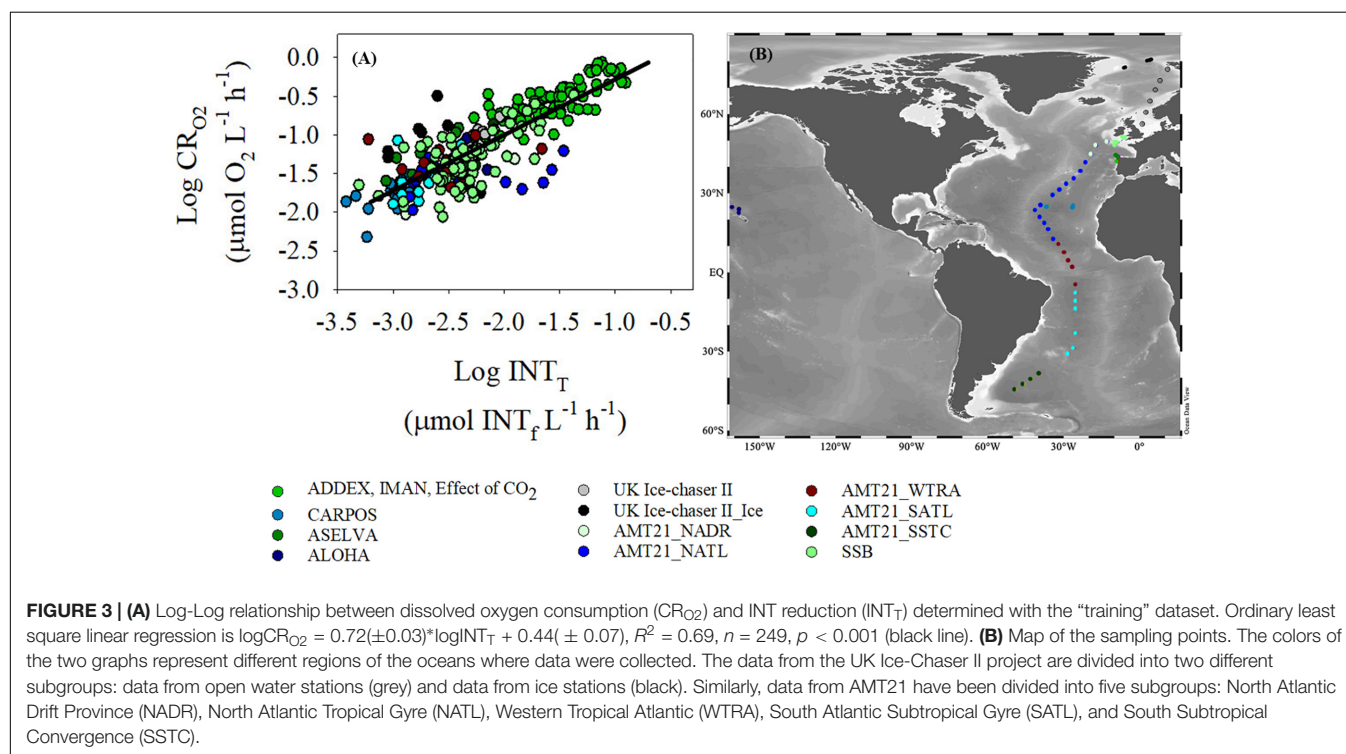 (A)
0.0
-0.5
-1.0
-1.5
-2.0
-2.5
-3.0
Log CR_O2
(µmol O2 L-1 h-1)
-3.5 -3.0 -2.5 -2.0 -1.5 -1.0 -0.5
Log INT_T
(µmol INT_f L-1 h-1)
(B)
60°N
30°N
EQ
30°S
60°S
150°W 120°W 90°W 60°W 30°W 0°
Ocean Data View
ADDEX, IMAN, Effect of CO2
CARPOS
ASELVA
ALOHA
UK Ice-chaser II
UK Ice-chaser II_Ice
AMT21_NADR
AMT21_NATL
AMT21_WTRA
AMT21_SATL
AMT21_SSTC
SSB
FIGURE 3 | (A) Log-Log relationship between dissolved oxygen consumption (CR_O2) and INT reduction (INT_T) determined with the “training” dataset. Ordinary least
square linear regression is logCR_O2 = 0.72(±0.03)*logINT_T + 0.44( ± 0.07), R2 = 0.69, n = 249, p < 0.001 (black line). (B) Map of the sampling points. The colors of
the two graphs represent different regions of the oceans where data were collected. The data from the UK Ice-Chaser II project are divided into two different
subgroups: data from open water stations (grey) and data from ice stations (black). Similarly, data from AMT21 have been divided into five subgroups: North Atlantic
Drift Province (NADR), North Atlantic Tropical Gyre (NATL), Western Tropical Atlantic (WTRA), South Atlantic Subtropical Gyre (SATL), and South Subtropical
Convergence (SSTC).